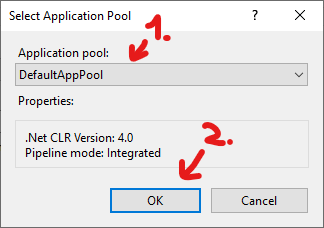 Select Application Pool
?
1.
Application pool:
DefaultAppPool
Properties:
.Net CLR Version: 4.0
Pipeline mode: Integrated
2.
OK
Cancel